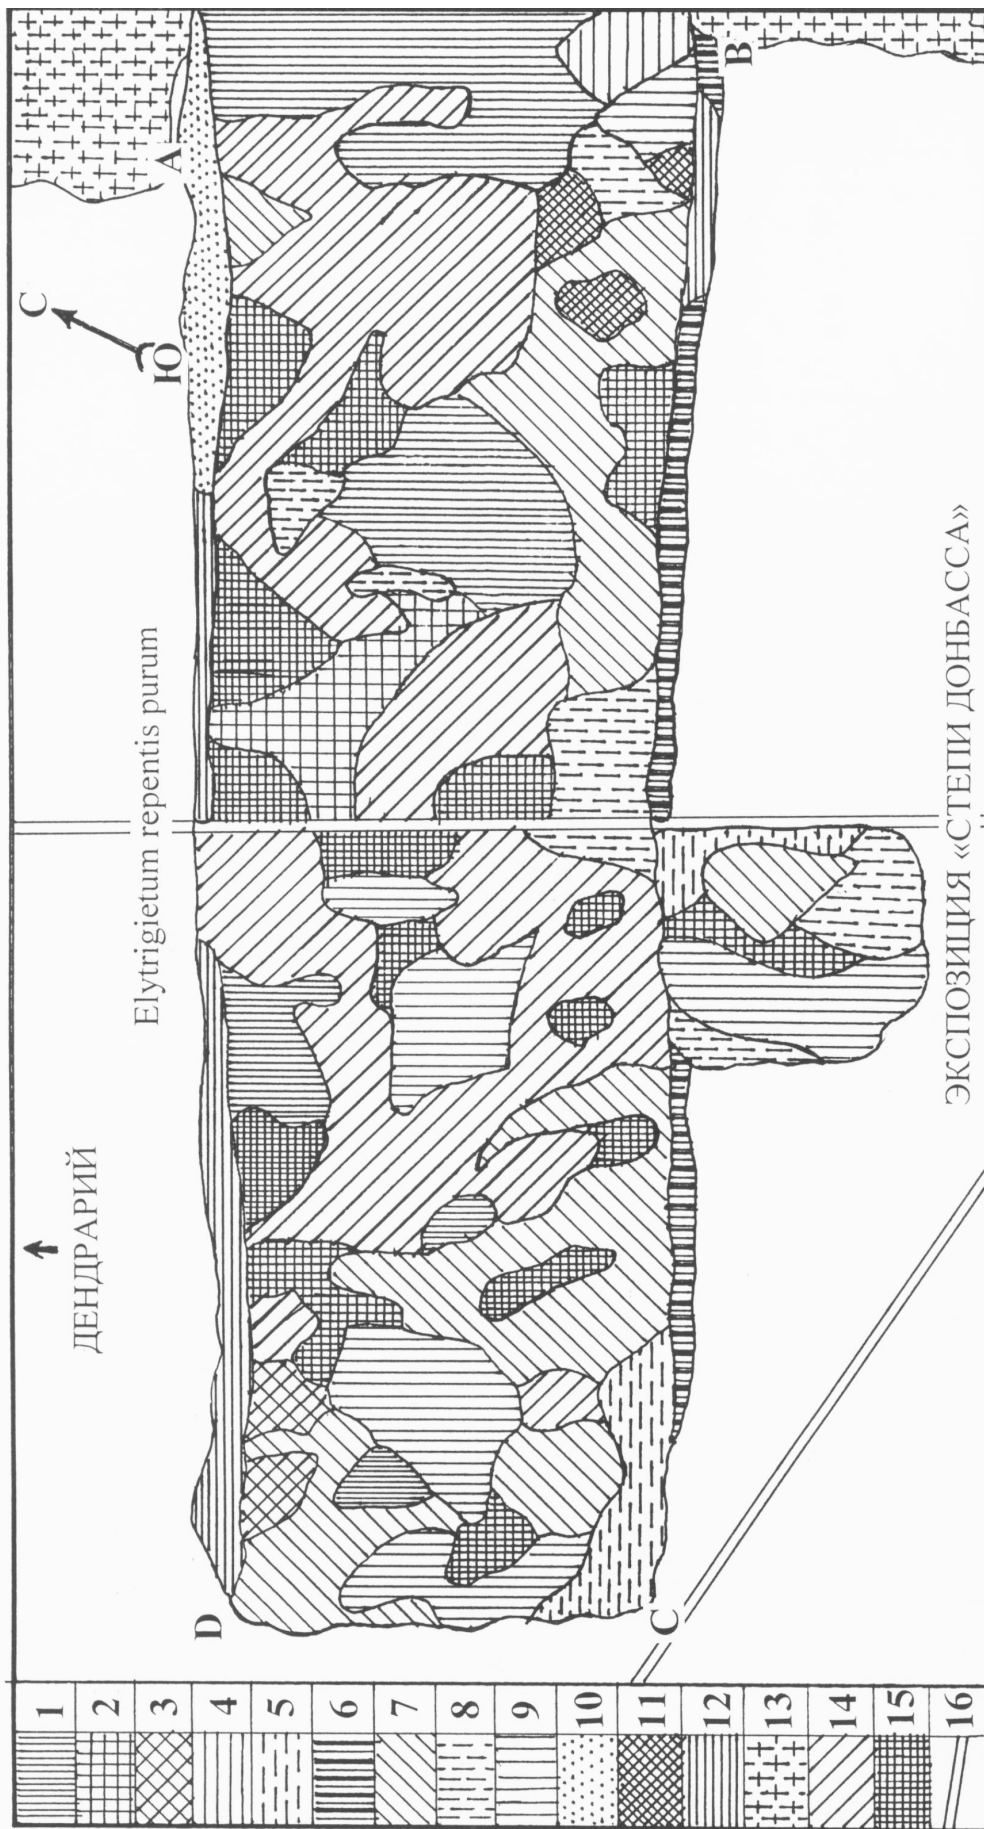 ДЕНДРАРИЙ
Elytrigietum repentis purum
С
Ю
А
В
D
С
ЭКСПОЗИЦИЯ «СТЕПИ ДОНБАССА»
1
2
3
4
5
6
7
8
9
10
11
12
13
14
15
16